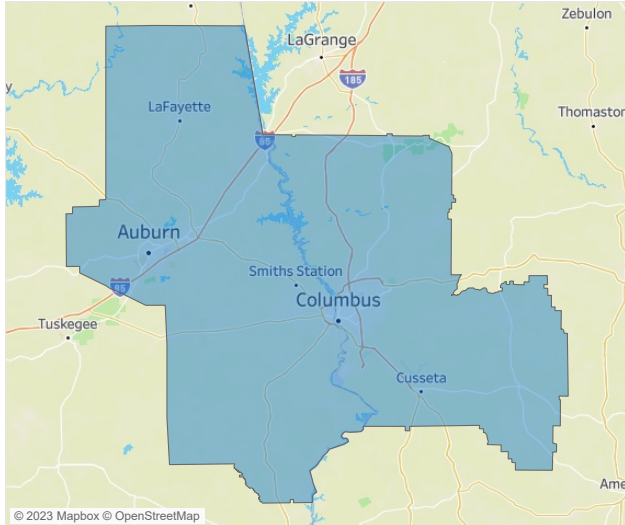 Zebulon
LaGrange
185
y
LaFayette
Thomaston
85
Auburn
Smiths Station
85
Columbus
Tuskegee
Cusseta
Ame
© 2023 Mapbox © OpenStreetMap